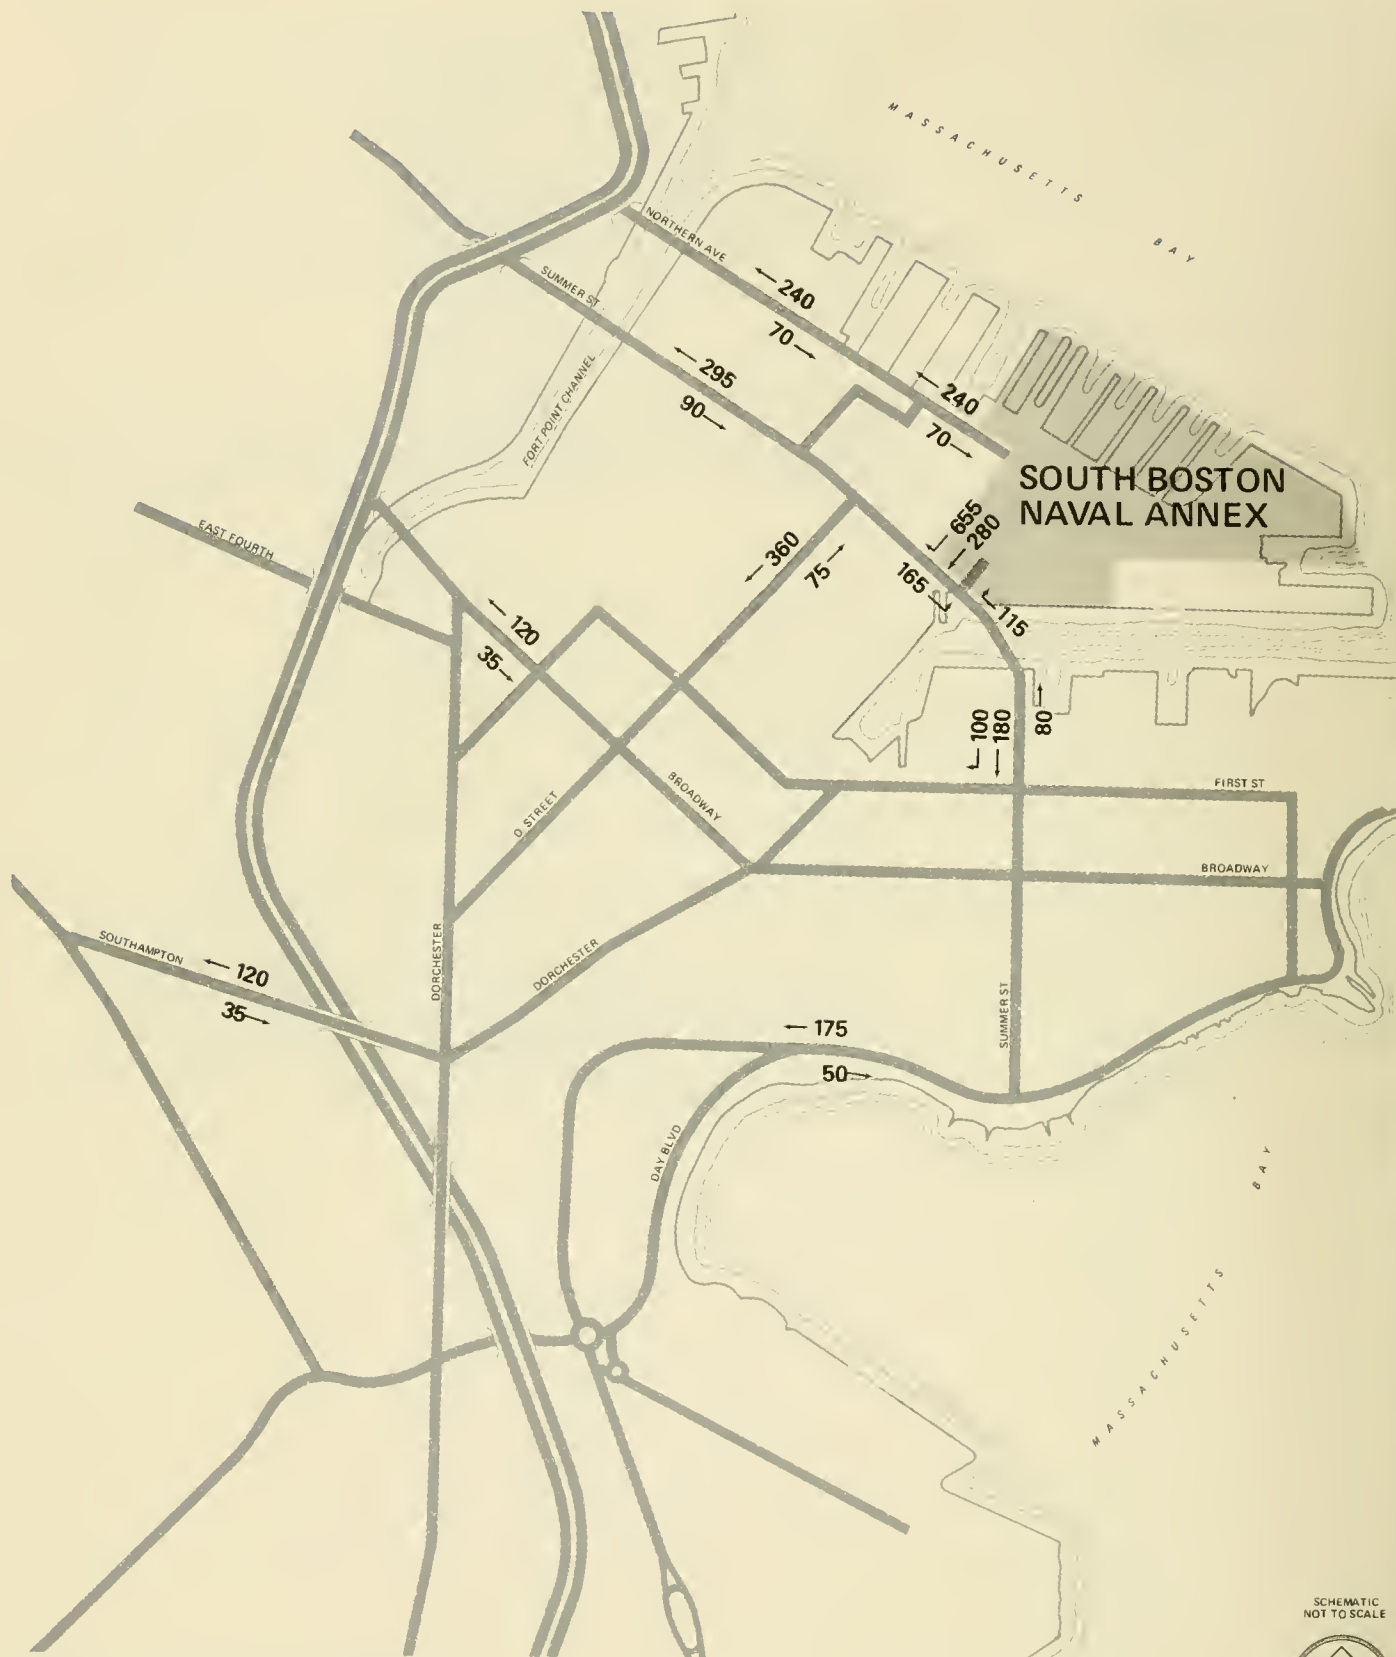 MASSACHUSETTS
BAY
NORTHERN AVE
SUMMER ST
← 240
70 →
← 295
90 →
FORT POINT CHANNEL
← 240
70 →
SOUTH BOSTON
NAVAL ANNEX
EAST FOURTH
655
280
165
115
← 360
75 →
← 120
35 →
100
180
80
FIRST ST
BROADWAY
D STREET
BROADWAY
SOUTHAMPTON
← 120
35 →
DORCHESTER
DORCHESTER
SUMMER ST
← 175
50 →
DAY BLVD
MASSACHUSETTS BAY
SCHEMATIC
NOT TO SCALE